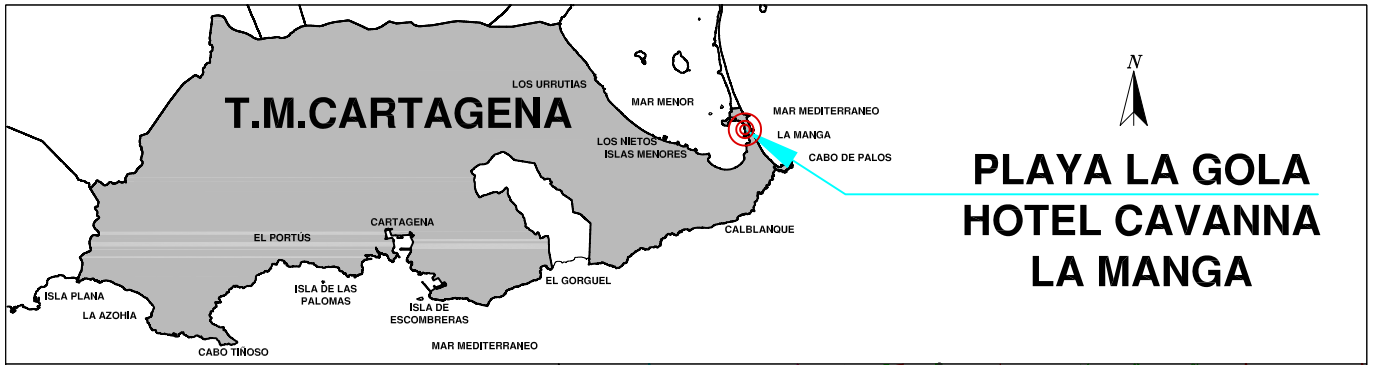 N
LOS URRUTIAS
MAR MENOR
T.M.CARTAGENA
MAR MEDITERRANEO
LA MANGA
LOS NIETOS
ISLAS MENORES
CABO DE PALOS
PLAYA LA GOLA
HOTEL CAVANNA
LA MANGA
CARTAGENA
CALBLANQUE
EL PORTÚS
EL GORGUEL
ISLA PLANA
ISLA DE LAS
PALOMAS
LA AZOHÍA
ISLA DE
ESCOMBRERAS
CABO TIÑOSO
MAR MEDITERRANEO